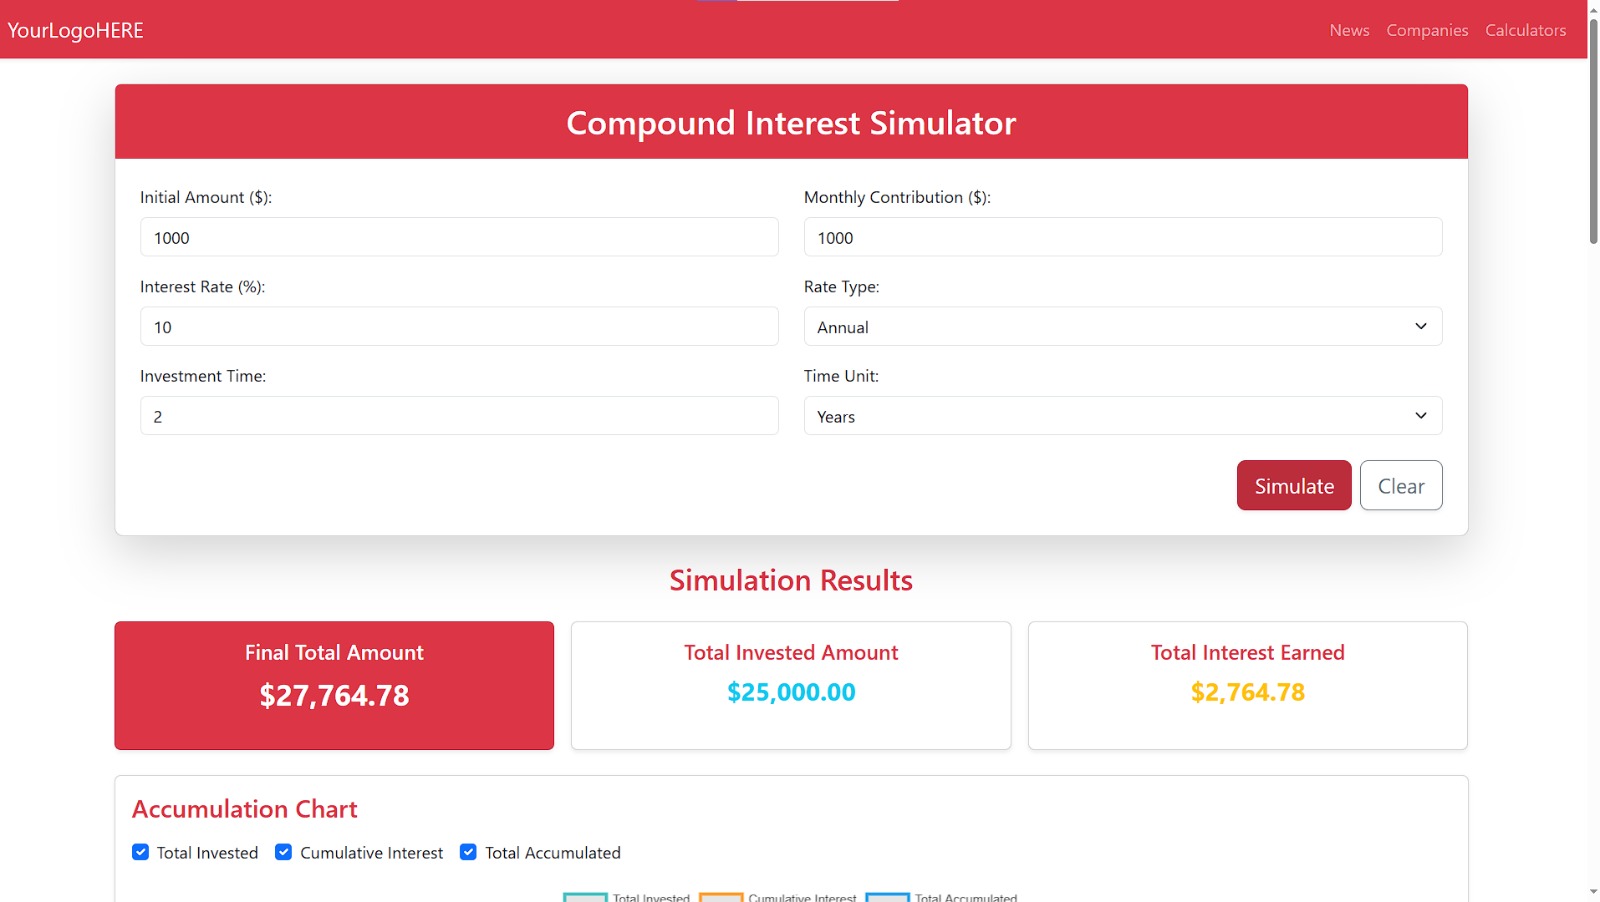 YourLogoHERE News Companies Calculators
Compound Interest Simulator
Initial Amount ($): Monthly Contribution ($):
1000 1000
Interest Rate (%): Rate Type:
10 Annual
Investment Time: Time Unit:
2 Years
Simulate Clear
Simulation Results
Final Total Amount Total Invested Amount Total Interest Earned
$27,764.78 $25,000.00 $2,764.78
Accumulation Chart
Total Invested Cumulative Interest Total Accumulated
Total Invested Cumulative Interest Total Accumulated